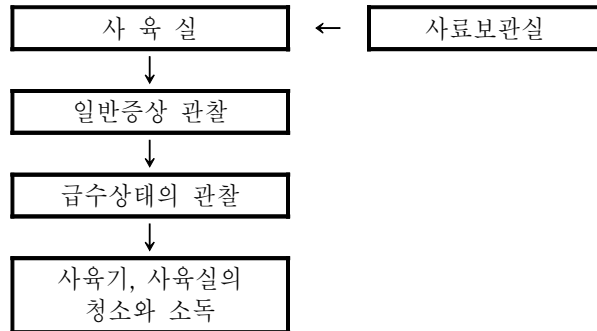 사 육 실 ← 사료보관실
↓
일반증상 관찰
↓
급수상태의 관찰
↓
사육기, 사육실의
청소와 소독